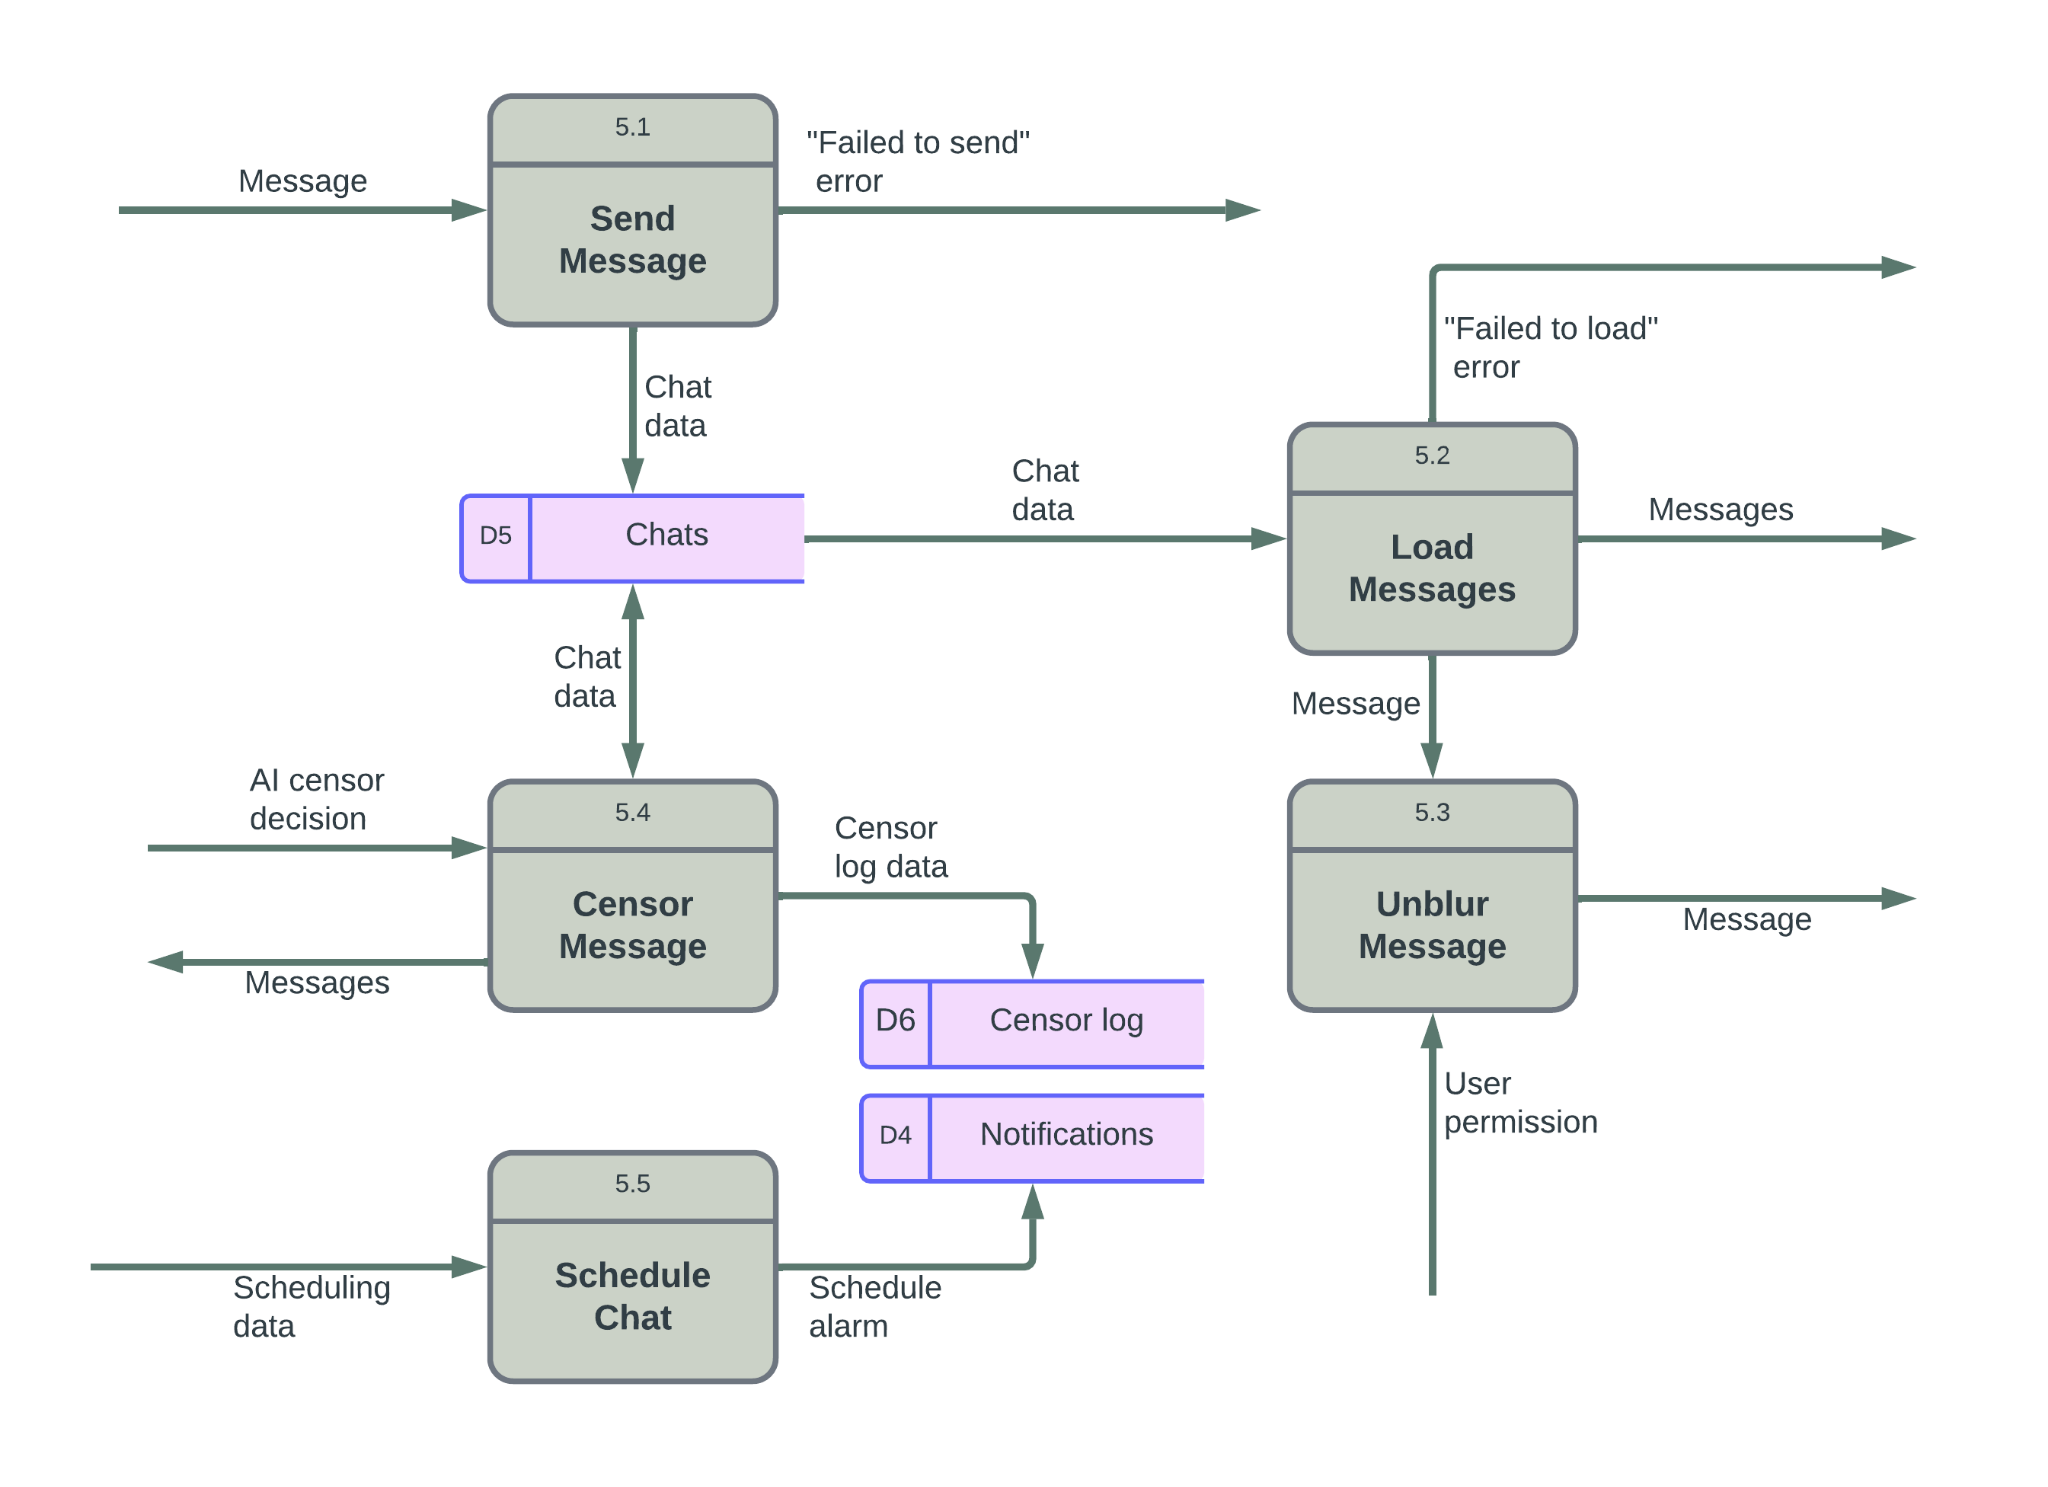 5.1
Send
Message
Message
"Failed to send"
error
Chat
data
D5
Chats
Chat
data
"Failed to load"
error
5.2
Load
Messages
Messages
Message
Chat
data
AI censor
decision
5.4
Censor
Message
Messages
Censor
log data
D6
Censor log
D4
Notifications
5.3
Unblur
Message
Message
User
permission
5.5
Schedule
Chat
Scheduling
data
Schedule
alarm